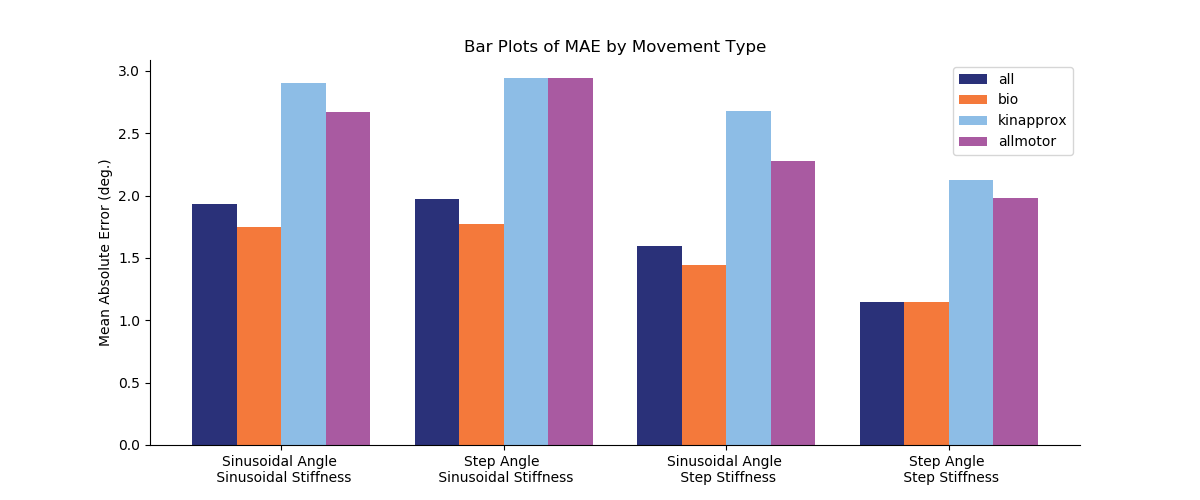 Bar Plots of MAE by Movement Type
3.0
2.5
2.0
1.5
1.0
0.5
0.0
Mean Absolute Error (deg.)
all
bio
kinapprox
allmotor
Sinusoidal Angle
Sinusoidal Stiffness
Step Angle
Sinusoidal Stiffness
Sinusoidal Angle
Step Stiffness
Step Angle
Step Stiffness